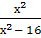 x²
x² − 16